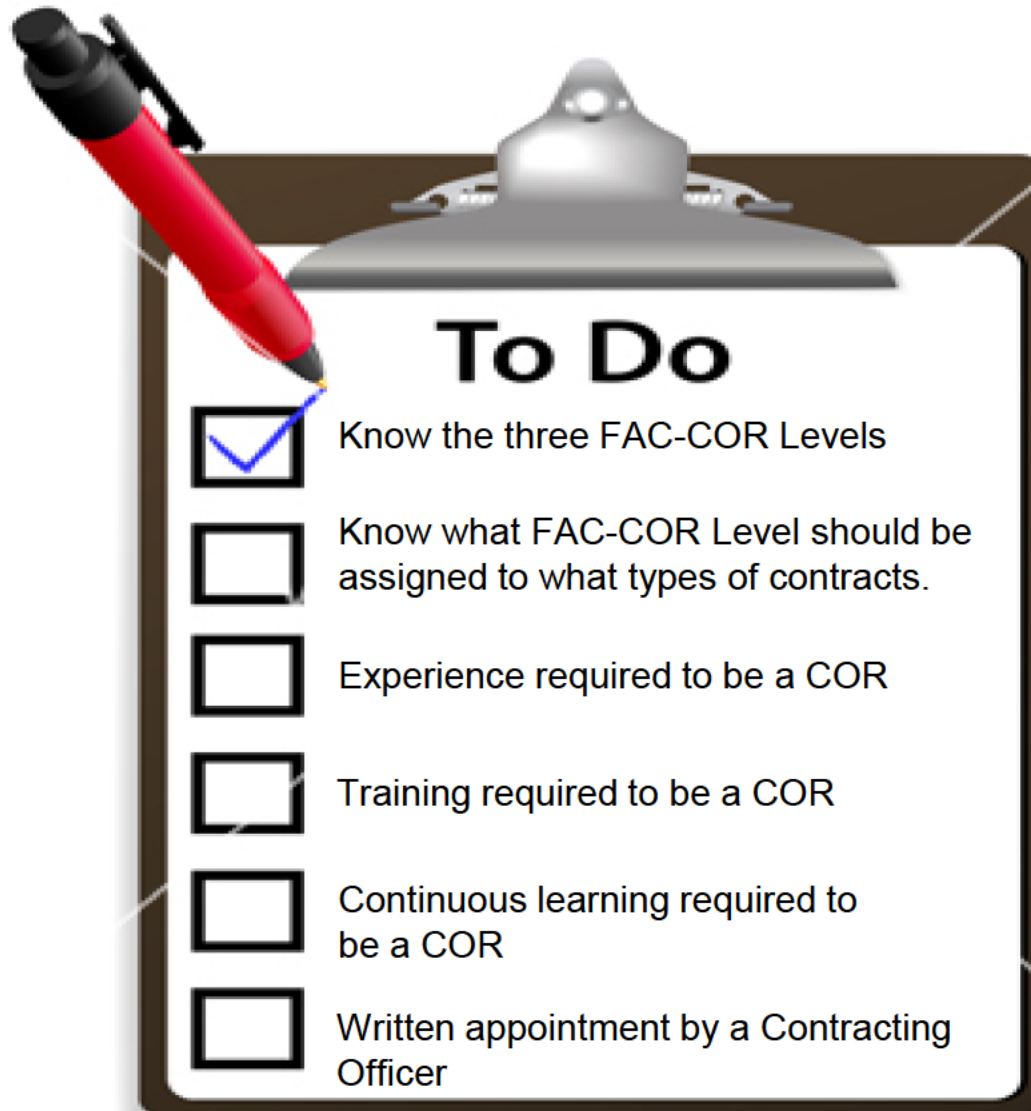 To Do
Know the three FAC-COR Levels
Know what FAC-COR Level should be
assigned to what types of contracts.
Experience required to be a COR
Training required to be a COR
Continuous learning required to
be a COR
Written appointment by a Contracting
Officer